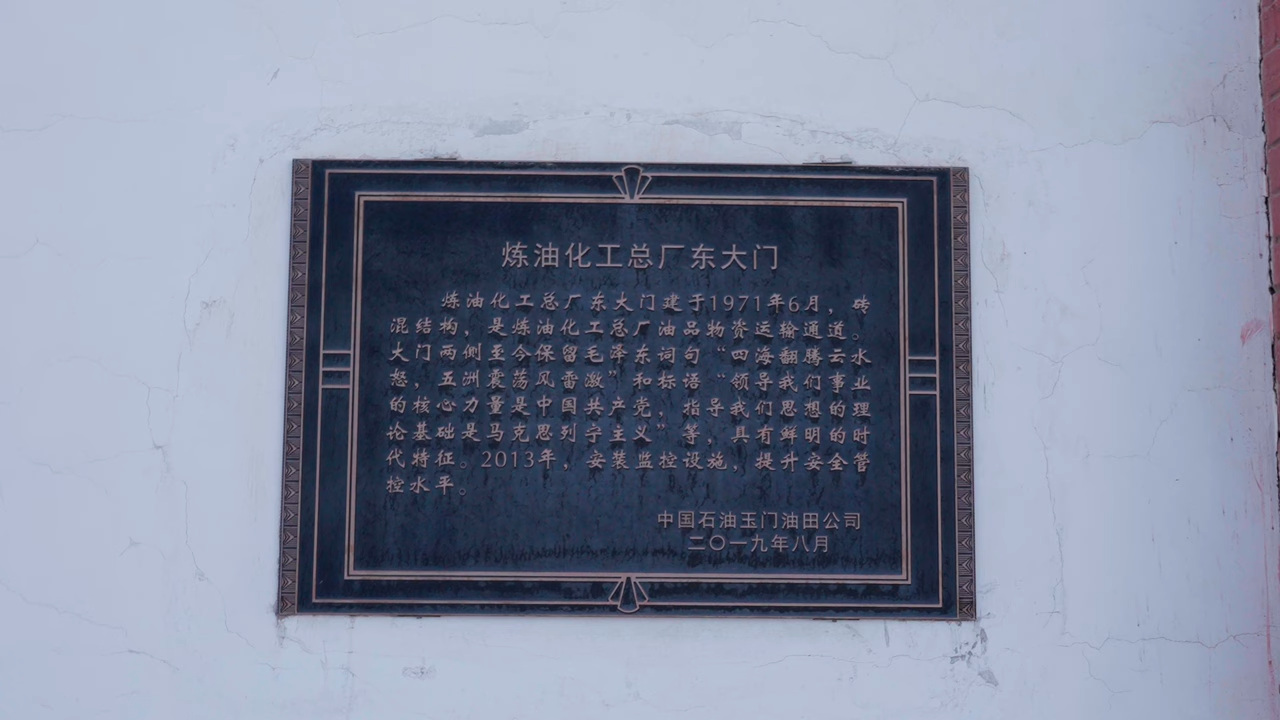 炼油化工总厂东大门
炼油化工总厂东大门建于1971年6月，砖
混结构，是炼油化工总厂油品物资运输通道。
大门两侧至今保留毛泽东词句“四海翻腾云水
怒，五洲震荡风雷激”和标语“领导我们事业
的核心力量是中国共产党，指导我们思想的理
论基础是马克思列宁主义”等，具有鲜明的时
代特征。2013年，安装监控设施，提升安全管
控水平。
中国石油玉门油田公司
二〇一九年八月